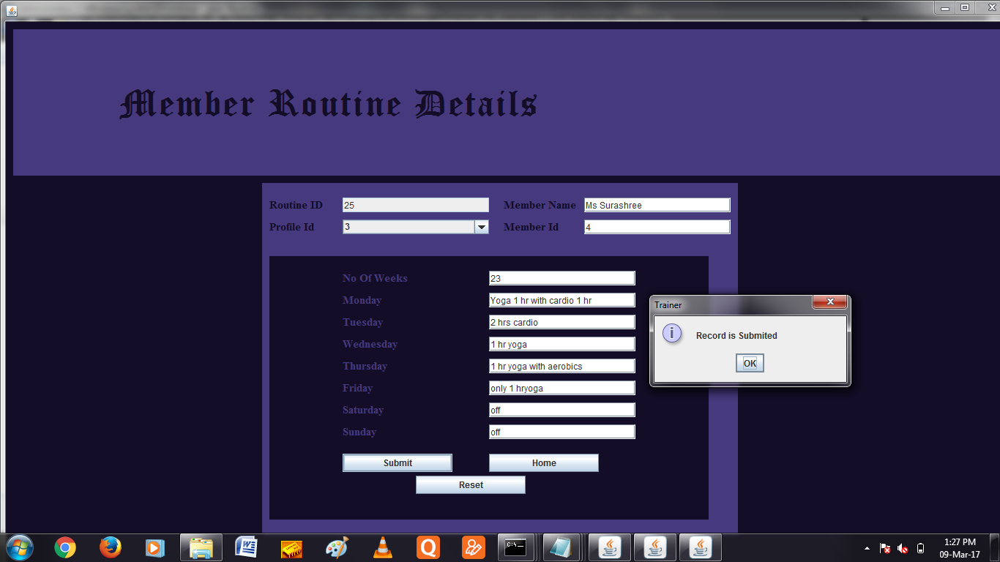 Member Routine Details
Routine ID 25 Member Name Ms Surashree
Profile Id 3 Member Id 4
No Of Weeks 23
Monday Yoga 1 hr with cardio 1 hr
Tuesday 2 hrs cardio
Wednesday 1 hr yoga
Thursday 1 hr yoga with aerobics
Friday only 1 hryoga
Saturday off
Sunday off
Submit Home
Reset
Trainer
Record is Submited
OK
1:27 PM
09-Mar-17